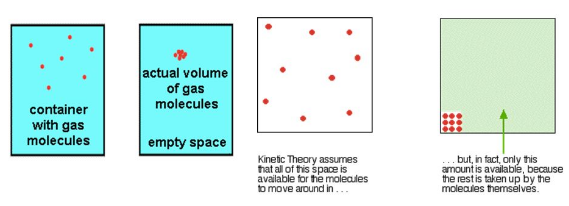 container
with gas
molecules
actual volume
of gas
molecules
empty space
Kinetic Theory assumes
that all of this space is
available for the molecules
to move around in . . .
. . . but, in fact, only this
amount is available, because
the rest is taken up by the
molecules themselves.